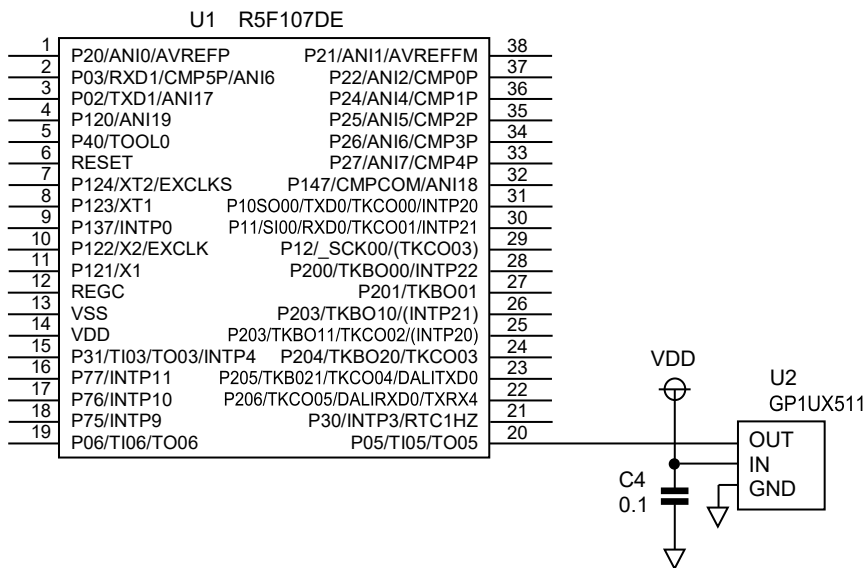 U1 R5F107DE
1 P20/ANI0/AVREFP P21/ANI1/AVREFFM 38
2 P03/RXD1/CMP5P/ANI6 P22/ANI2/CMP0P 37
3 P02/TXD1/ANI17 P24/ANI4/CMP1P 36
4 P120/ANI19 P25/ANI5/CMP2P 35
5 P40/TOOL0 P26/ANI6/CMP3P 34
6 RESET P27/ANI7/CMP4P 33
7 P124/XT2/EXCLKS P147/CMPCOM/ANI18 32
8 P123/XT1 P10SO00/TXD0/TKCO00/INTP20 31
9 P137/INTP0 P11/SI00/RXD0/TKCO01/INTP21 30
10 P122/X2/EXCLK P12/_SCK00/(TKCO03) 29
11 P121/X1 P200/TKBO00/INTP22 28
12 REGC P201/TKBO01 27
13 VSS P203/TKBO10/(INTP21) 26
14 VDD P203/TKBO11/TKCO02/(INTP20) 25
15 P31/TI03/TO03/INTP4 P204/TKBO20/TKCO03 24
16 P77/INTP11 P205/TKB021/TKCO04/DALITXD0 23
17 P76/INTP10 P206/TKCO05/DALIRXD0/TXRX4 22
18 P75/INTP9 P30/INTP3/RTC1HZ 21
19 P06/TI06/TO06 P05/TI05/TO05 20
VDD
U2
GP1UX511
OUT
IN
GND
C4
0.1